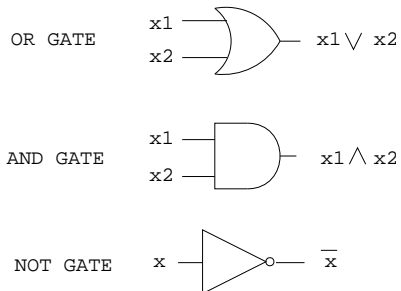 x1
OR GATE x1 ∨ x2
x2
x1
AND GATE x1 ∧ x2
x2
NOT GATE x x̅